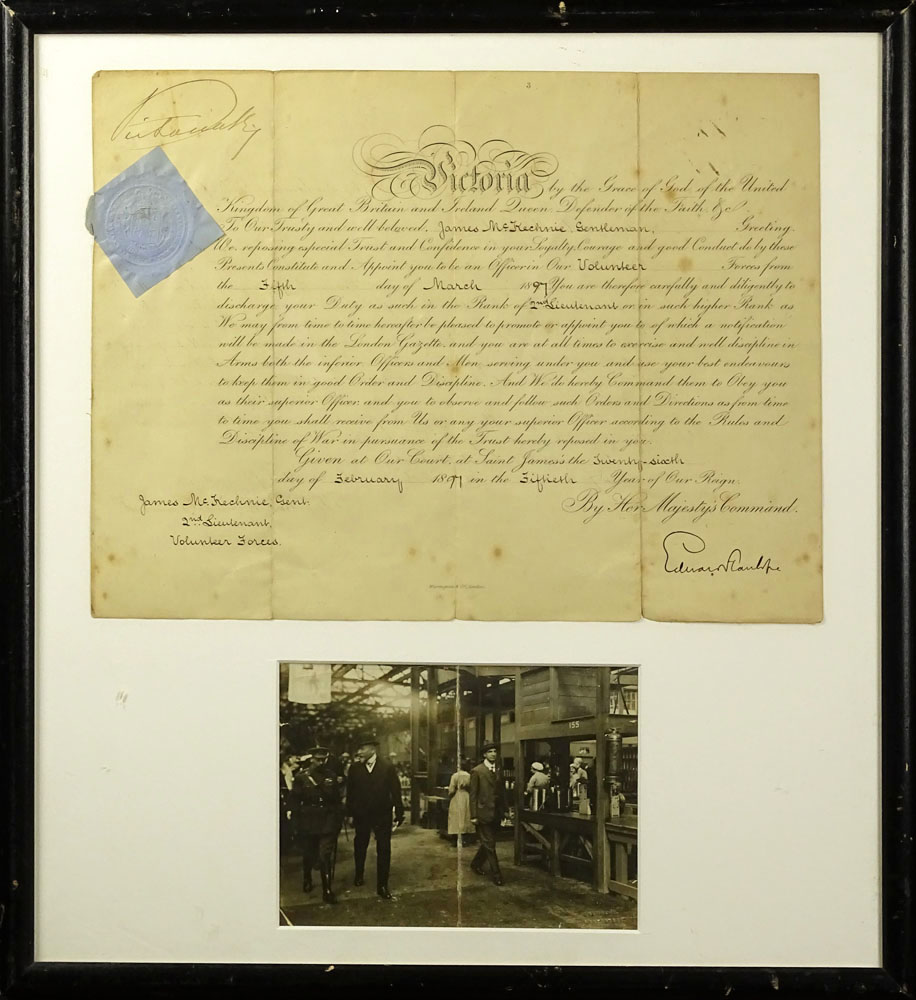 3
Victoria by the Grace of God, of the United
Kingdom of Great Britain and Ireland Queen, Defender of the Faith &c.
To Our Trusty and well beloved, James McKechnie, Gentleman, Greeting.
We, reposing especial Trust and Confidence in your Loyalty, Courage and good Conduct, do by these
Presents Constitute and Appoint you to be an Officer in Our Volunteer Forces from
the Fifth day of March 1887 You are therefore carefully and diligently to
discharge your Duty as such in the Rank of 2nd Lieutenant or in such higher Rank as
We may from time to time hereafter be pleased to promote or appoint you to of which a notification
will be made in the London Gazette, and you are at all times to exercise and well discipline in
Arms both the inferior Officers and Men serving under you and use your best endeavours
to keep them in good Order and Discipline. And We do hereby Command them to Obey you
as their superior Officer, and you to observe and follow such Orders and Directions as from time
to time you shall receive from Us or any your superior Officer, according to the Rules and
Discipline of War, in pursuance of the Trust hereby reposed in you.
Given at Our Court, at Saint James's the Twenty-sixth
day of February 1887 in the Fiftieth Year of Our Reign.
By Her Majesty's Command.
James McKechnie, Gent.
2nd Lieutenant,
Volunteer Forces.
Edward Stanhope
155